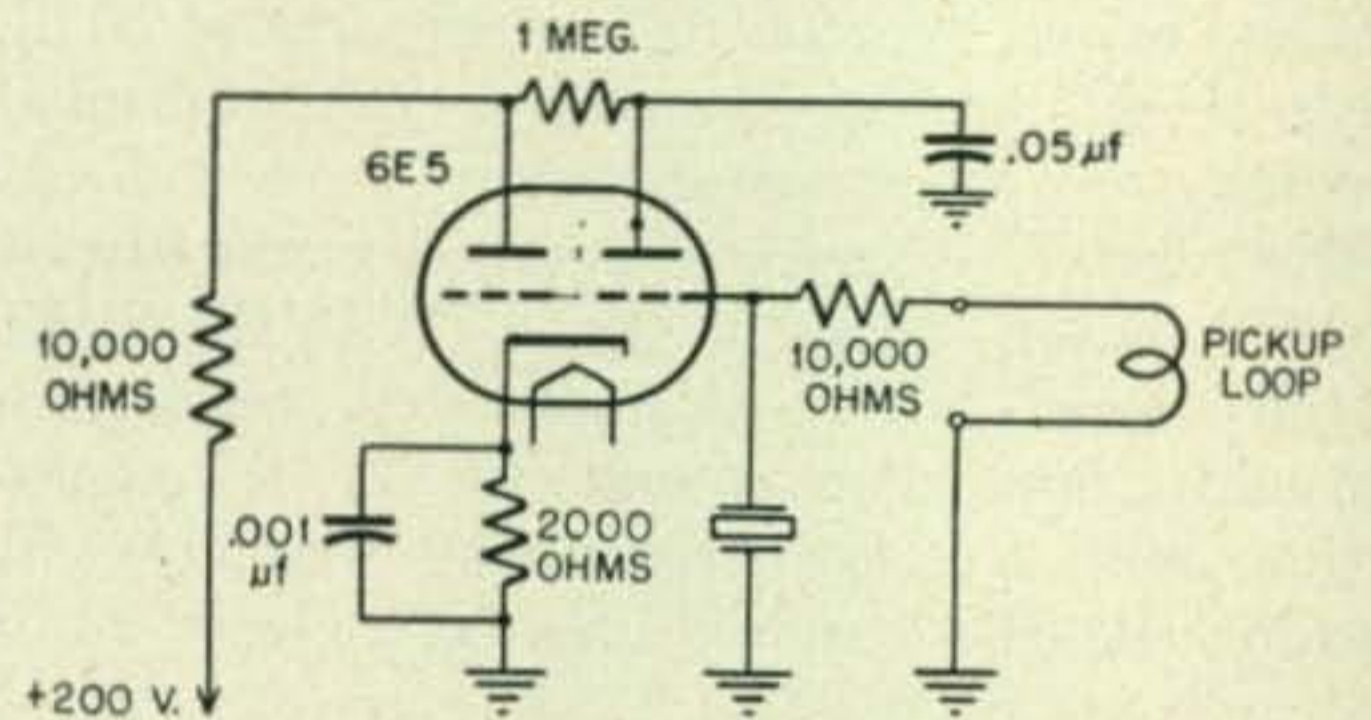 1 MEG.
6E5
.05µf
10,000
OHMS
10,000
OHMS
PICKUP
LOOP
.001
µf
2000
OHMS
+200 V.